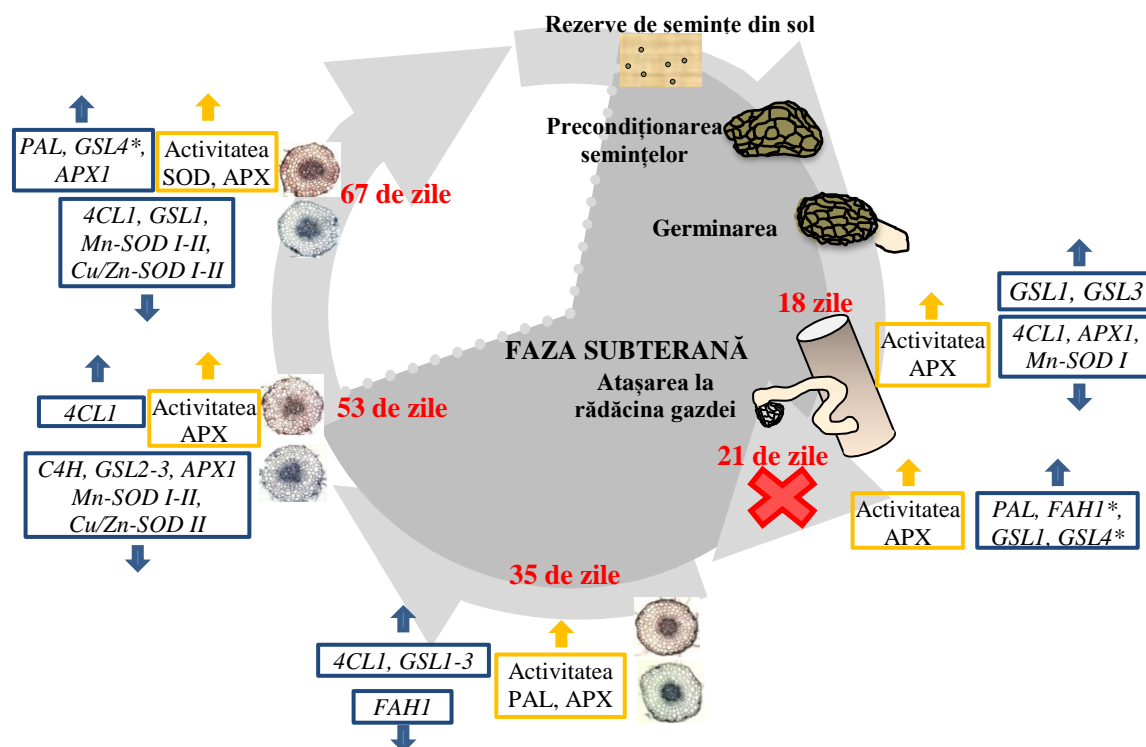 Rezerve de semințe din sol
Precondiționarea
semințelor
Germinarea
18 zile
Activitatea
APX
GSL1, GSL3
4CL1, APX1,
Mn-SOD I
FAZA SUBTERANĂ
Atașarea la
rădăcina gazdei
21 de zile
Activitatea
APX
PAL, FAH1*,
GSL1, GSL4*
35 de zile
4CL1, GSL1-3
FAH1
Activitatea
PAL, APX
53 de zile
4CL1
Activitatea
APX
C4H, GSL2-3, APX1
Mn-SOD I-II,
Cu/Zn-SOD II
67 de zile
PAL, GSL4*,
APX1
Activitatea
SOD, APX
4CL1, GSL1,
Mn-SOD I-II,
Cu/Zn-SOD I-II